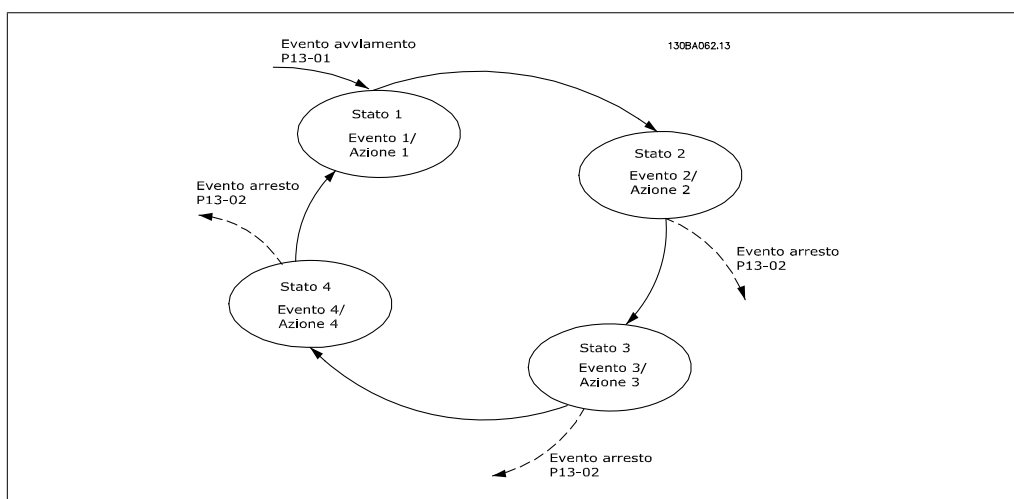 Evento avvlamento
P13-01
130BA062.13
Stato 1
Evento 1/
Azione 1
Stato 2
Evento 2/
Azione 2
Evento arresto
P13-02
Evento arresto
P13-02
Stato 4
Evento 4/
Azione 4
Stato 3
Evento 3/
Azione 3
Evento arresto
P13-02